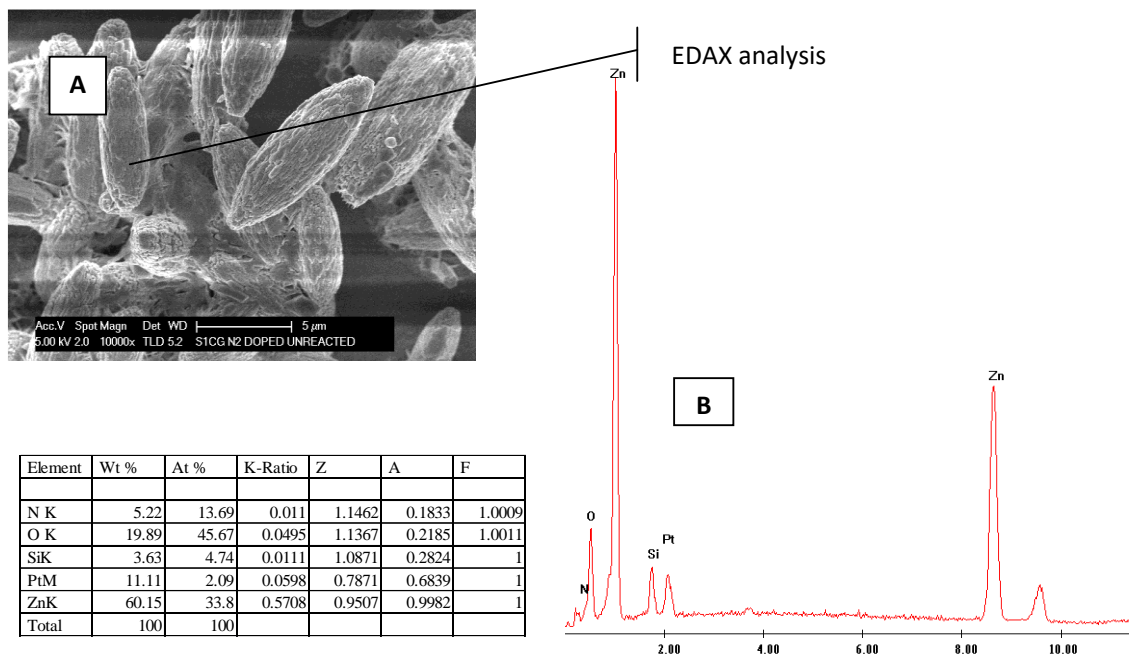 A
EDAX analysis
Acc.V Spot Magn Det WD 5 µm
5.00 kV 2.0 10000x TLD 5.2 S1CG N2 DOPED UNREACTED
Element Wt % At % K-Ratio Z A F
N K 5.22 13.69 0.011 1.1462 0.1833 1.0009
O K 19.89 45.67 0.0495 1.1367 0.2185 1.0011
SiK 3.63 4.74 0.0111 1.0871 0.2824 1
PtM 11.11 2.09 0.0598 0.7871 0.6839 1
ZnK 60.15 33.8 0.5708 0.9507 0.9982 1
Total 100 100
Zn
B
Zn
O
Si
Pt
N
2.00 4.00 6.00 8.00 10.00